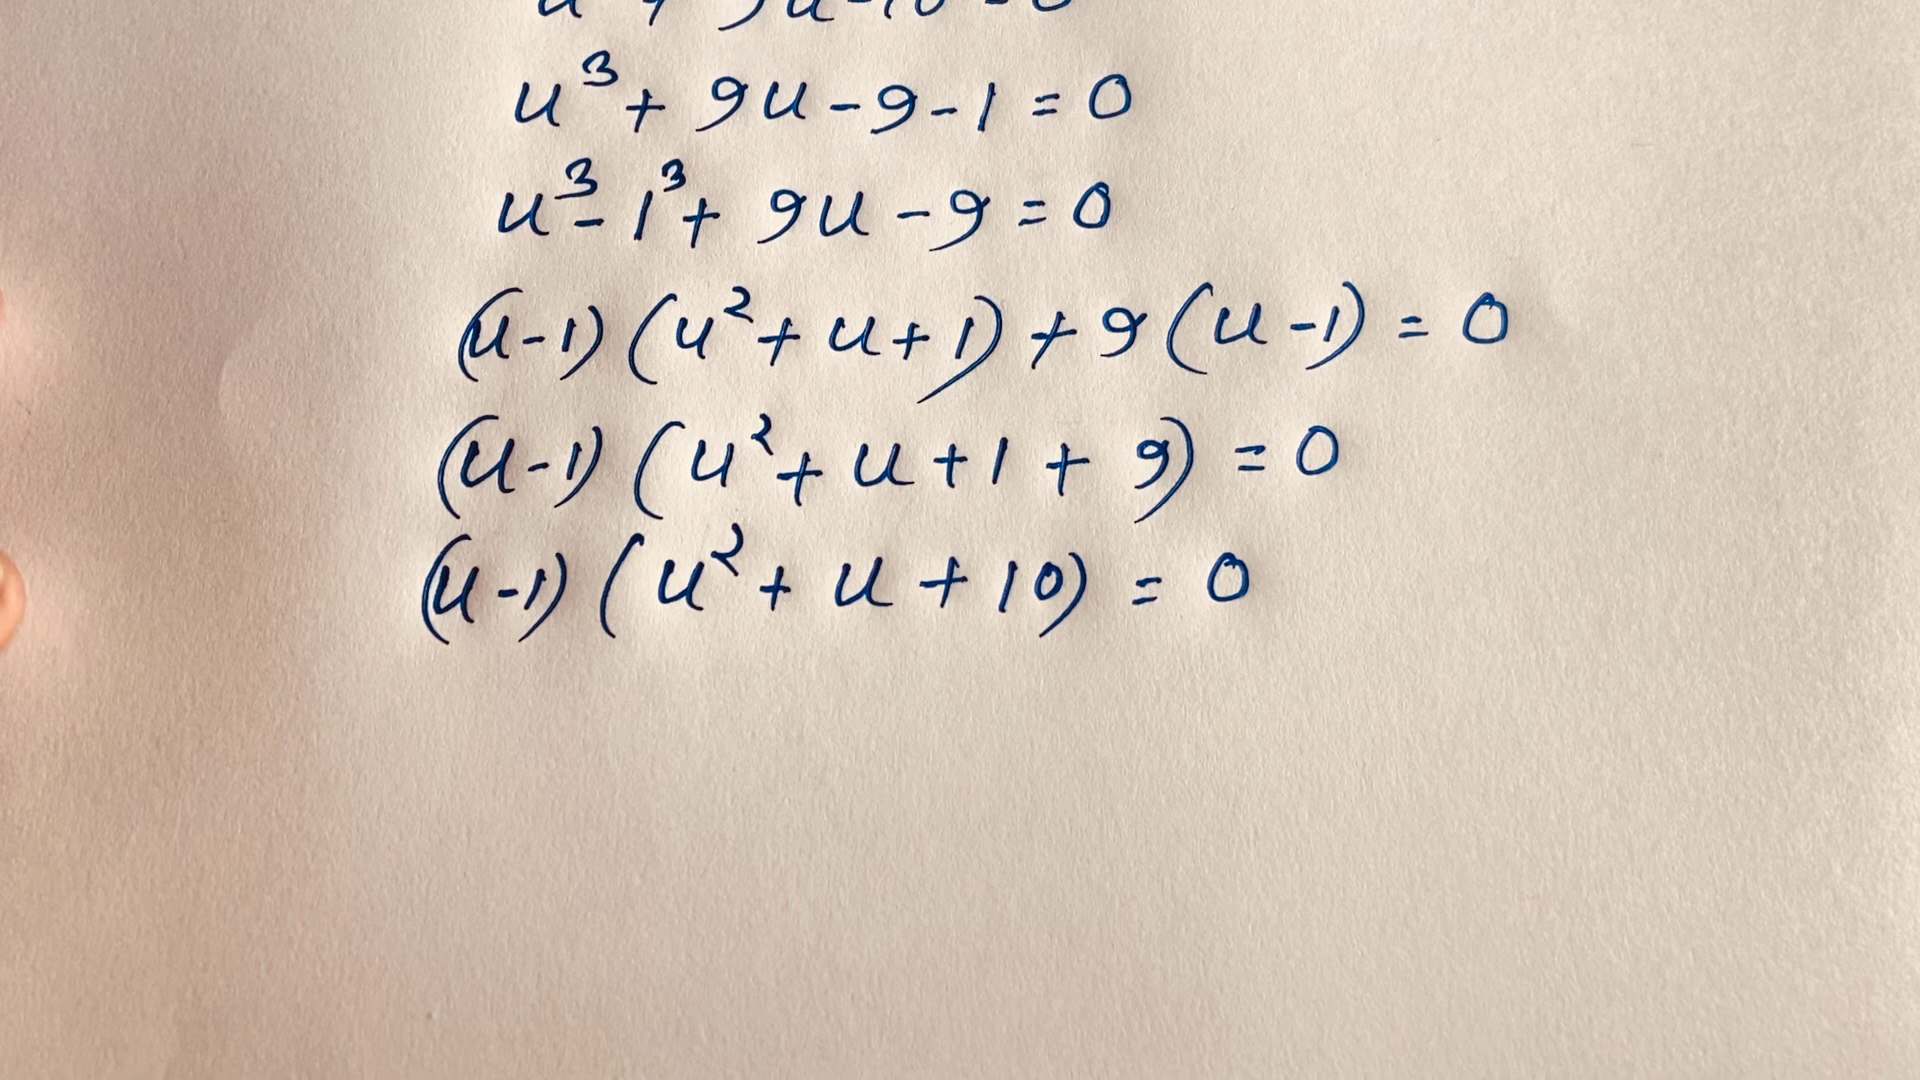 u³ + 9u - 9 - 1 = 0
u³ - 1³ + 9u - 9 = 0
(u-1) (u² + u + 1) + 9 (u - 1) = 0
(u-1) (u² + u + 1 + 9) = 0
(u-1) (u² + u + 10) = 0